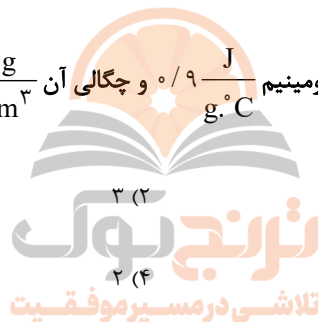 ومینیم ۰/۹ J/g.°C و چگالی آن g/m³
۲) ۳
۴) ۲
ترنج بوک
تلاشی در مسیر موفقیت